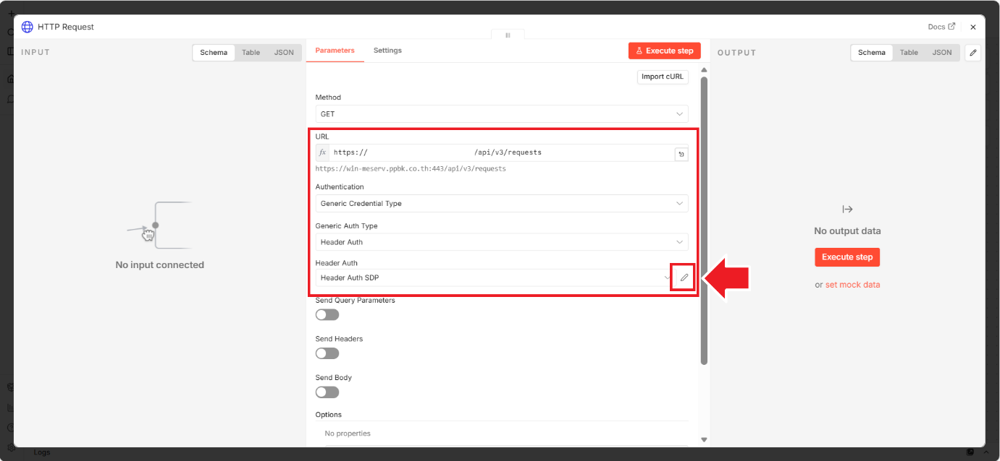 HTTP Request
Docs
INPUT
Schema
Table
JSON
Parameters
Settings
Execute step
OUTPUT
Schema
Table
JSON
Import cURL
Method
GET
URL
fx https:// /api/v3/requests
https://win-meserv.ppbk.co.th:443/api/v3/requests
Authentication
Generic Credential Type
Generic Auth Type
Header Auth
Header Auth
Header Auth SDP
Send Query Parameters
Send Headers
Send Body
Options
No properties
No input connected
No output data
Execute step
or set mock data
Logs